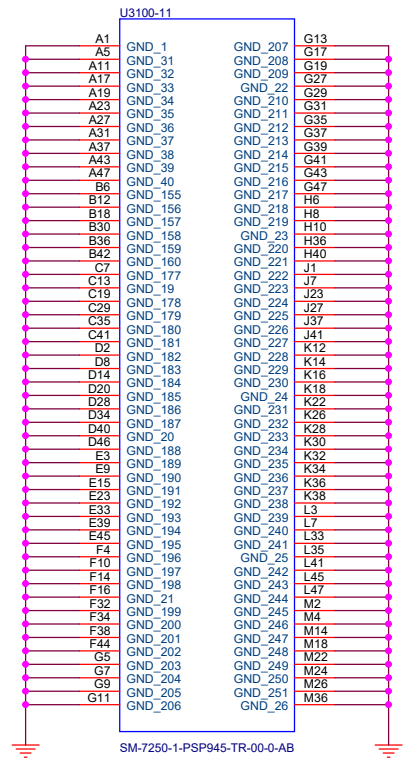 U3100-11
A1 GND_1 GND_207 G13
A5 GND_31 GND_208 G17
A11 GND_32 GND_209 G19
A17 GND_33 GND_22 G27
A19 GND_34 GND_210 G29
A23 GND_35 GND_211 G31
A27 GND_36 GND_212 G35
A31 GND_37 GND_213 G37
A37 GND_38 GND_214 G39
A43 GND_39 GND_215 G41
A47 GND_40 GND_216 G43
B6 GND_155 GND_217 G47
B12 GND_156 GND_218 H6
B18 GND_157 GND_219 H8
B30 GND_158 GND_23 H10
B36 GND_159 GND_220 H36
B42 GND_160 GND_221 H40
C7 GND_177 GND_222 J1
C13 GND_19 GND_223 J7
C19 GND_178 GND_224 J23
C29 GND_179 GND_225 J27
C35 GND_180 GND_226 J37
C41 GND_181 GND_227 J41
D2 GND_182 GND_228 K12
D8 GND_183 GND_229 K14
D14 GND_184 GND_230 K16
D20 GND_185 GND_24 K18
D28 GND_186 GND_231 K22
D34 GND_187 GND_232 K26
D40 GND_20 GND_233 K28
D46 GND_188 GND_234 K30
E3 GND_189 GND_235 K32
E9 GND_190 GND_236 K34
E15 GND_191 GND_237 K36
E23 GND_192 GND_238 K38
E33 GND_193 GND_239 L3
E39 GND_194 GND_240 L7
E45 GND_195 GND_241 L33
F4 GND_196 GND_25 L35
F10 GND_197 GND_242 L41
F14 GND_198 GND_243 L45
F16 GND_21 GND_244 L47
F32 GND_199 GND_245 M2
F34 GND_200 GND_246 M4
F38 GND_201 GND_247 M14
F44 GND_202 GND_248 M18
G5 GND_203 GND_249 M22
G7 GND_204 GND_250 M24
G9 GND_205 GND_251 M26
G11 GND_206 GND_26 M36
SM-7250-1-PSP945-TR-00-0-AB